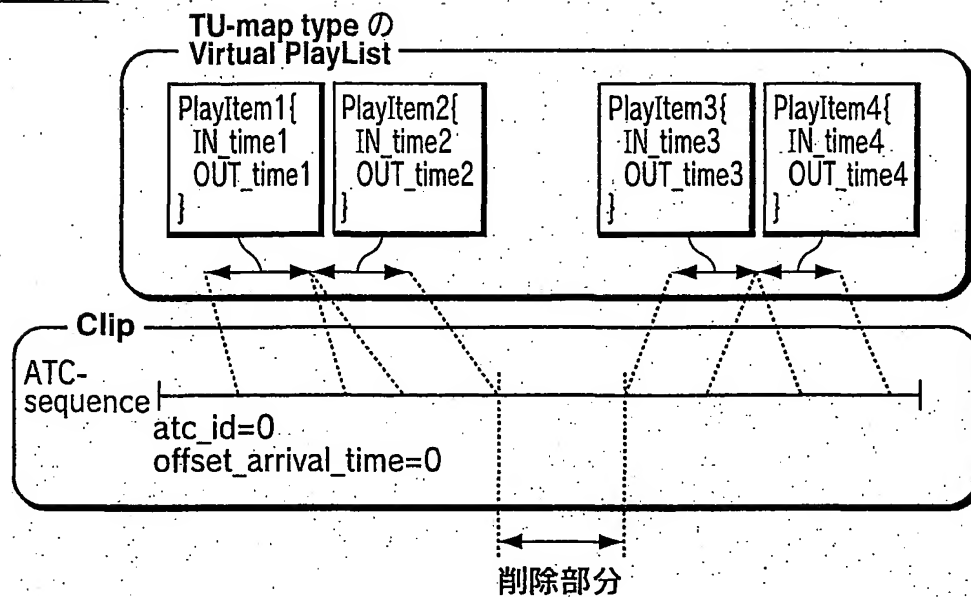 TU-map type の
Virtual PlayList
PlayItem1{
IN_time1
OUT_time1
}
PlayItem2{
IN_time2
OUT_time2
}
PlayItem3{
IN_time3
OUT_time3
}
PlayItem4{
IN_time4
OUT_time4
}
Clip
ATC-
sequence
atc_id=0
offset_arrival_time=0
削除部分